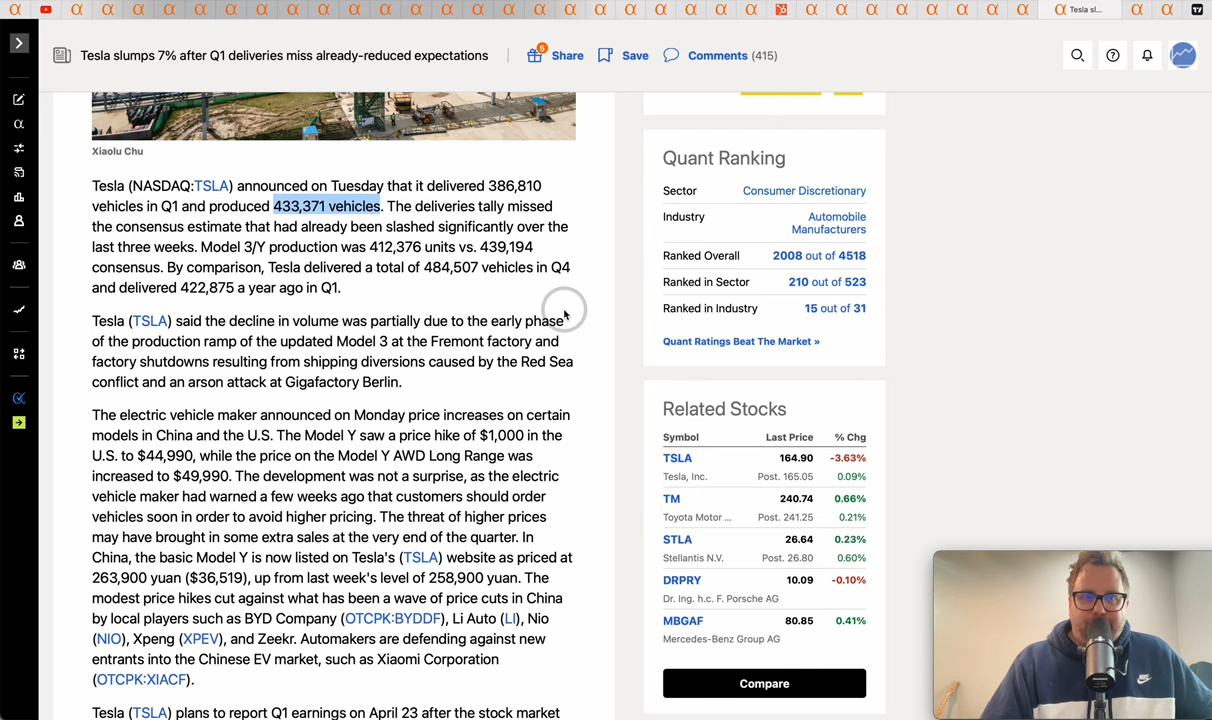 Tesla sl...
Tesla slumps 7% after Q1 deliveries miss already-reduced expectations
5
Share
Save
Comments (415)
Xiaolu Chu
Tesla (NASDAQ:TSLA) announced on Tuesday that it delivered 386,810
vehicles in Q1 and produced 433,371 vehicles. The deliveries tally missed
the consensus estimate that had already been slashed significantly over the
last three weeks. Model 3/Y production was 412,376 units vs. 439,194
consensus. By comparison, Tesla delivered a total of 484,507 vehicles in Q4
and delivered 422,875 a year ago in Q1.
Tesla (TSLA) said the decline in volume was partially due to the early phase
of the production ramp of the updated Model 3 at the Fremont factory and
factory shutdowns resulting from shipping diversions caused by the Red Sea
conflict and an arson attack at Gigafactory Berlin.
The electric vehicle maker announced on Monday price increases on certain
models in China and the U.S. The Model Y saw a price hike of $1,000 in the
U.S. to $44,990, while the price on the Model Y AWD Long Range was
increased to $49,990. The development was not a surprise, as the electric
vehicle maker had warned a few weeks ago that customers should order
vehicles soon in order to avoid higher pricing. The threat of higher prices
may have brought in some extra sales at the very end of the quarter. In
China, the basic Model Y is now listed on Tesla's (TSLA) website as priced at
263,900 yuan ($36,519), up from last week's level of 258,900 yuan. The
modest price hikes cut against what has been a wave of price cuts in China
by local players such as BYD Company (OTCPK:BYDDF), Li Auto (LI), Nio
(NIO), Xpeng (XPEV), and Zeekr. Automakers are defending against new
entrants into the Chinese EV market, such as Xiaomi Corporation
(OTCPK:XIACF).
Tesla (TSLA) plans to report Q1 earnings on April 23 after the stock market
Quant Ranking
Sector Consumer Discretionary
Industry Automobile
Manufacturers
Ranked Overall 2008 out of 4518
Ranked in Sector 210 out of 523
Ranked in Industry 15 out of 31
Quant Ratings Beat The Market »
Related Stocks
Symbol Last Price % Chg
TSLA 164.90 -3.63%
Tesla, Inc. Post. 165.05 0.09%
TM 240.74 0.66%
Toyota Motor ... Post. 241.25 0.21%
STLA 26.64 0.23%
Stellantis N.V. Post. 26.80 0.60%
DRPRY 10.09 -0.10%
Dr. Ing. h.c. F. Porsche AG
MBGAF 80.85 0.41%
Mercedes-Benz Group AG
Compare